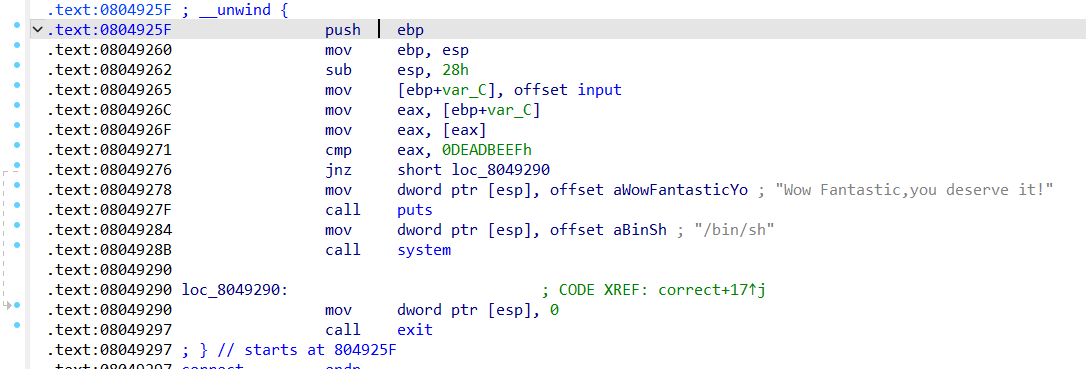 .text:0804925F ; __unwind {
.text:0804925F push ebp
.text:08049260 mov ebp, esp
.text:08049262 sub esp, 28h
.text:08049265 mov [ebp+var_C], offset input
.text:0804926C mov eax, [ebp+var_C]
.text:0804926F mov eax, [eax]
.text:08049271 cmp eax, 0DEADBEEFh
.text:08049276 jnz short loc_8049290
.text:08049278 mov dword ptr [esp], offset aWowFantasticYo ; "Wow Fantastic,you deserve it!"
.text:0804927F call puts
.text:08049284 mov dword ptr [esp], offset aBinSh ; "/bin/sh"
.text:0804928B call system
.text:08049290
.text:08049290 loc_8049290: ; CODE XREF: correct+17↑j
.text:08049290 mov dword ptr [esp], 0
.text:08049297 call exit
.text:08049297 ; } // starts at 804925F
.text:08049297 correct endp